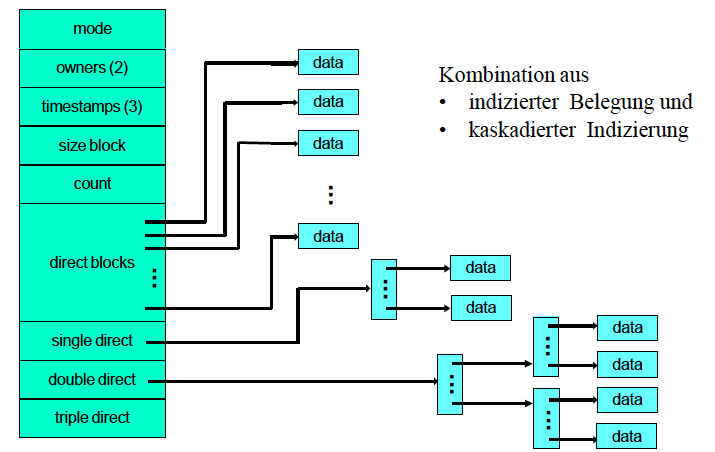 mode
owners (2)
timestamps (3)
size block
count
direct blocks
single direct
double direct
triple direct
data
data
data
data
data
data
data
data
data
data
Kombination aus
• indizierter Belegung und
• kaskadierter Indizierung